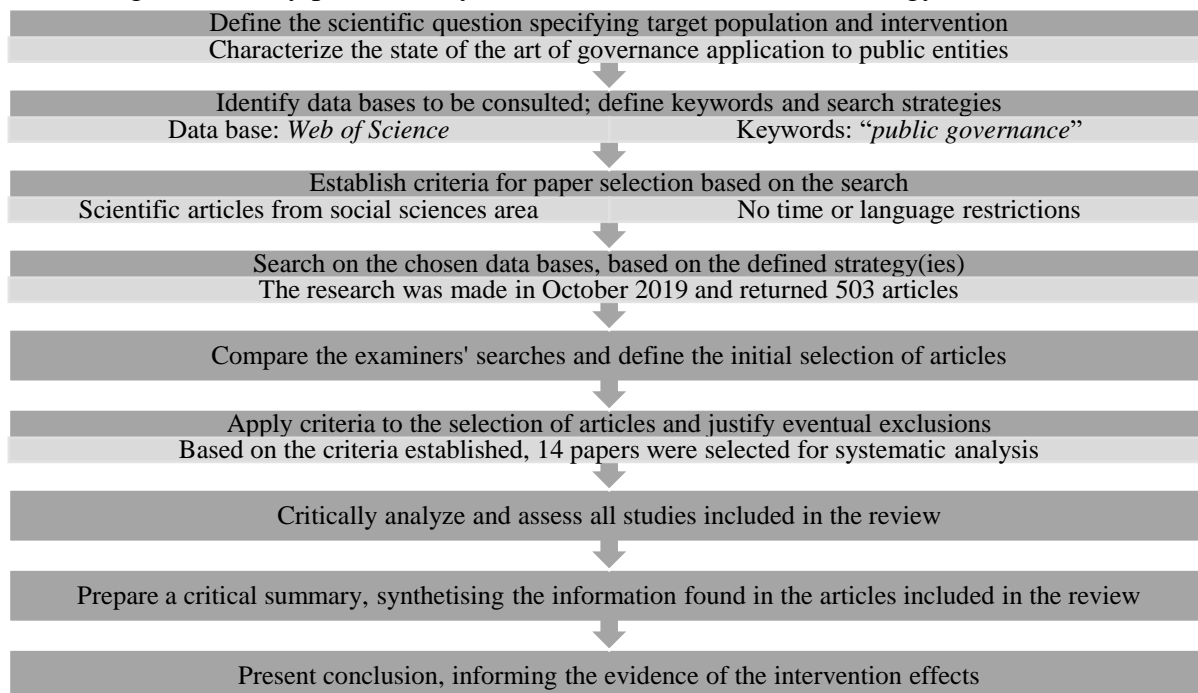 Define the scientific question specifying target population and intervention
Characterize the state of the art of governance application to public entities
Identify data bases to be consulted; define keywords and search strategies
Data base: Web of Science
Keywords: “public governance”
Establish criteria for paper selection based on the search
Scientific articles from social sciences area
No time or language restrictions
Search on the chosen data bases, based on the defined strategy(ies)
The research was made in October 2019 and returned 503 articles
Compare the examiners' searches and define the initial selection of articles
Apply criteria to the selection of articles and justify eventual exclusions
Based on the criteria established, 14 papers were selected for systematic analysis
Critically analyze and assess all studies included in the review
Prepare a critical summary, synthetising the information found in the articles included in the review
Present conclusion, informing the evidence of the intervention effects